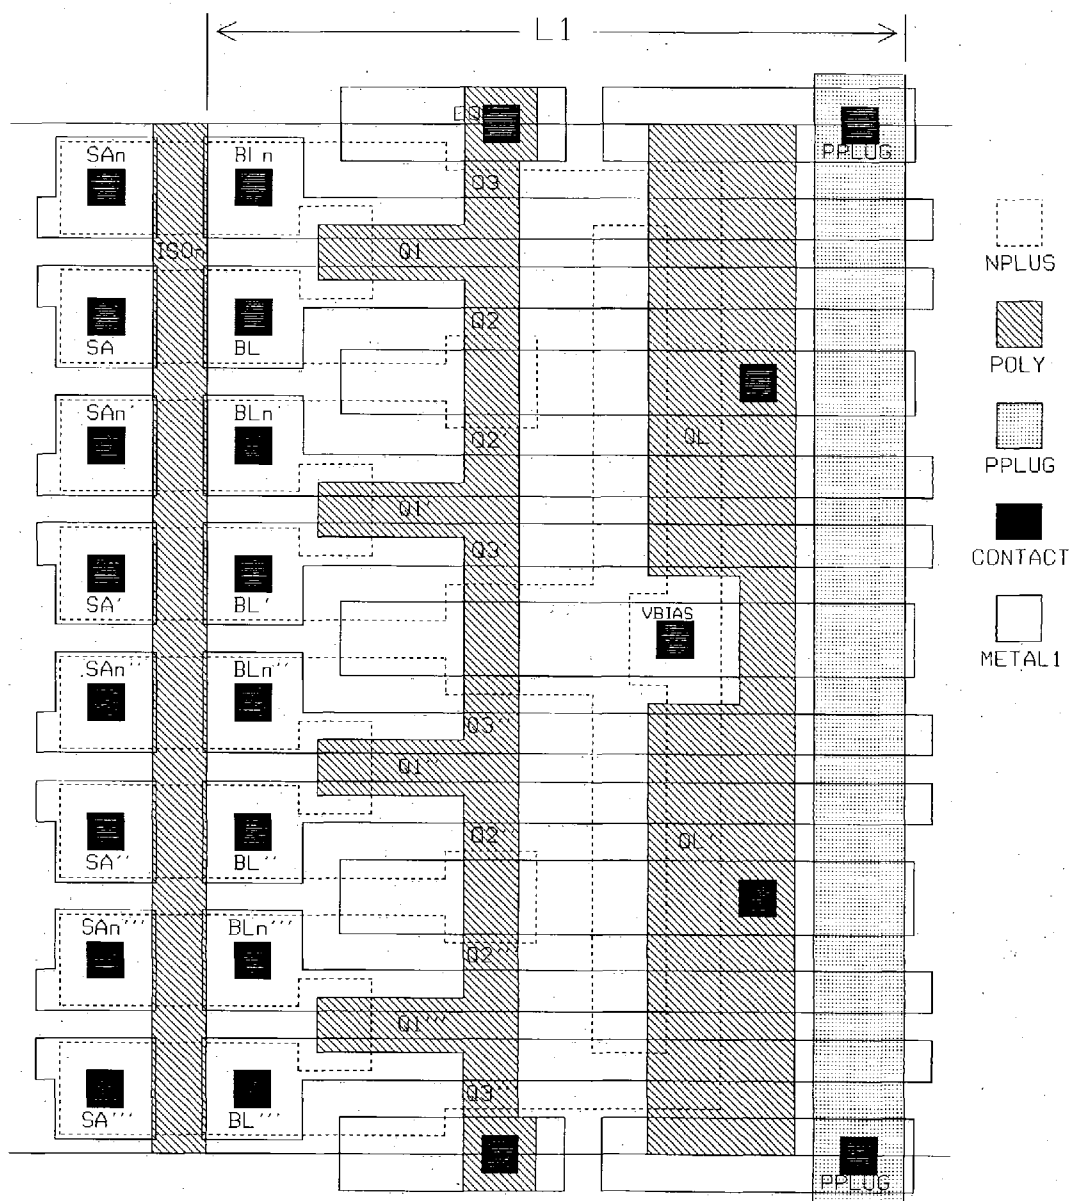 L1
EQ
PPLUG
SAn
BLn
Q3
ISOn
Q1
NPLUS
SA
BL
Q2
POLY
SAn'
BLn'
Q2'
QL
Q1'
PPLUG
SA'
BL'
Q3'
CONTACT
VBIAS
SAn''
BLn''
METAL1
Q3''
Q1''
SA''
BL''
Q2''
QL'
SAn'''
BLn'''
Q2
Q1'''
SA'''
BL'''
Q3'''
PPLUG